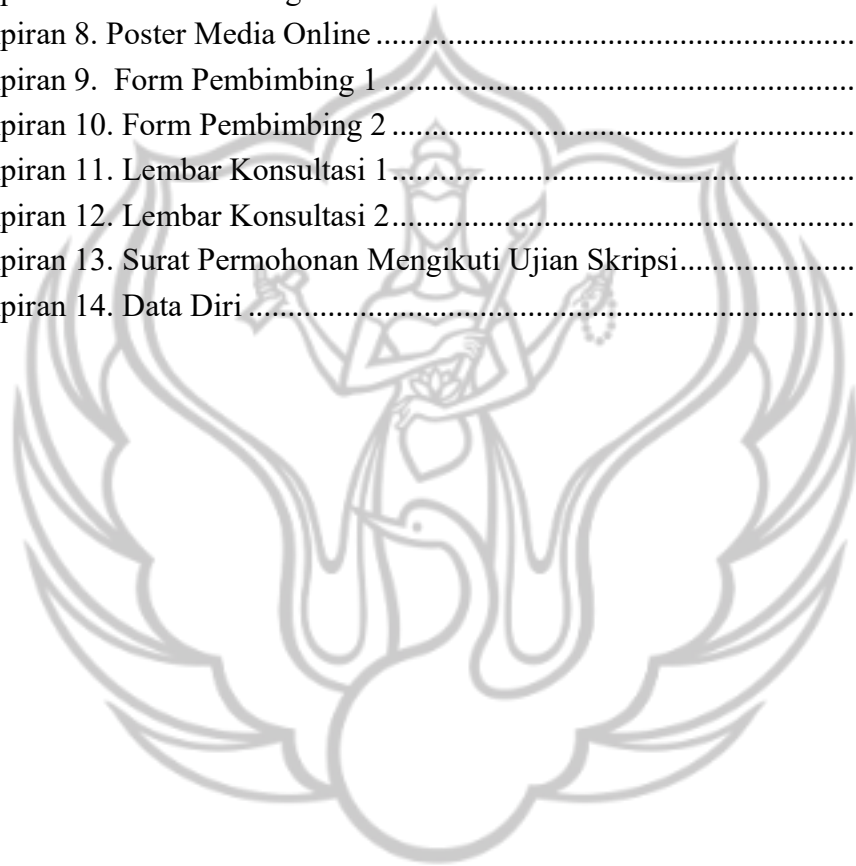 piran 8. Poster Media Online ..........................................................
piran 9.  Form Pembimbing 1 .........................................................
piran 10. Form Pembimbing 2 ........................................................
piran 11. Lembar Konsultasi 1........................................................
piran 12. Lembar Konsultasi 2........................................................
piran 13. Surat Permohonan Mengikuti Ujian Skripsi.....................
piran 14. Data Diri ..........................................................................